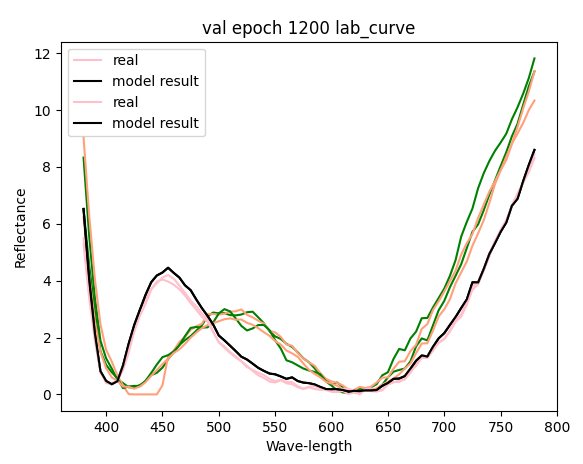 val epoch 1200 lab_curve
real
model result
real
model result
Reflectance
12
10
8
6
4
2
0
400 450 500 550 600 650 700 750 800
Wave-length